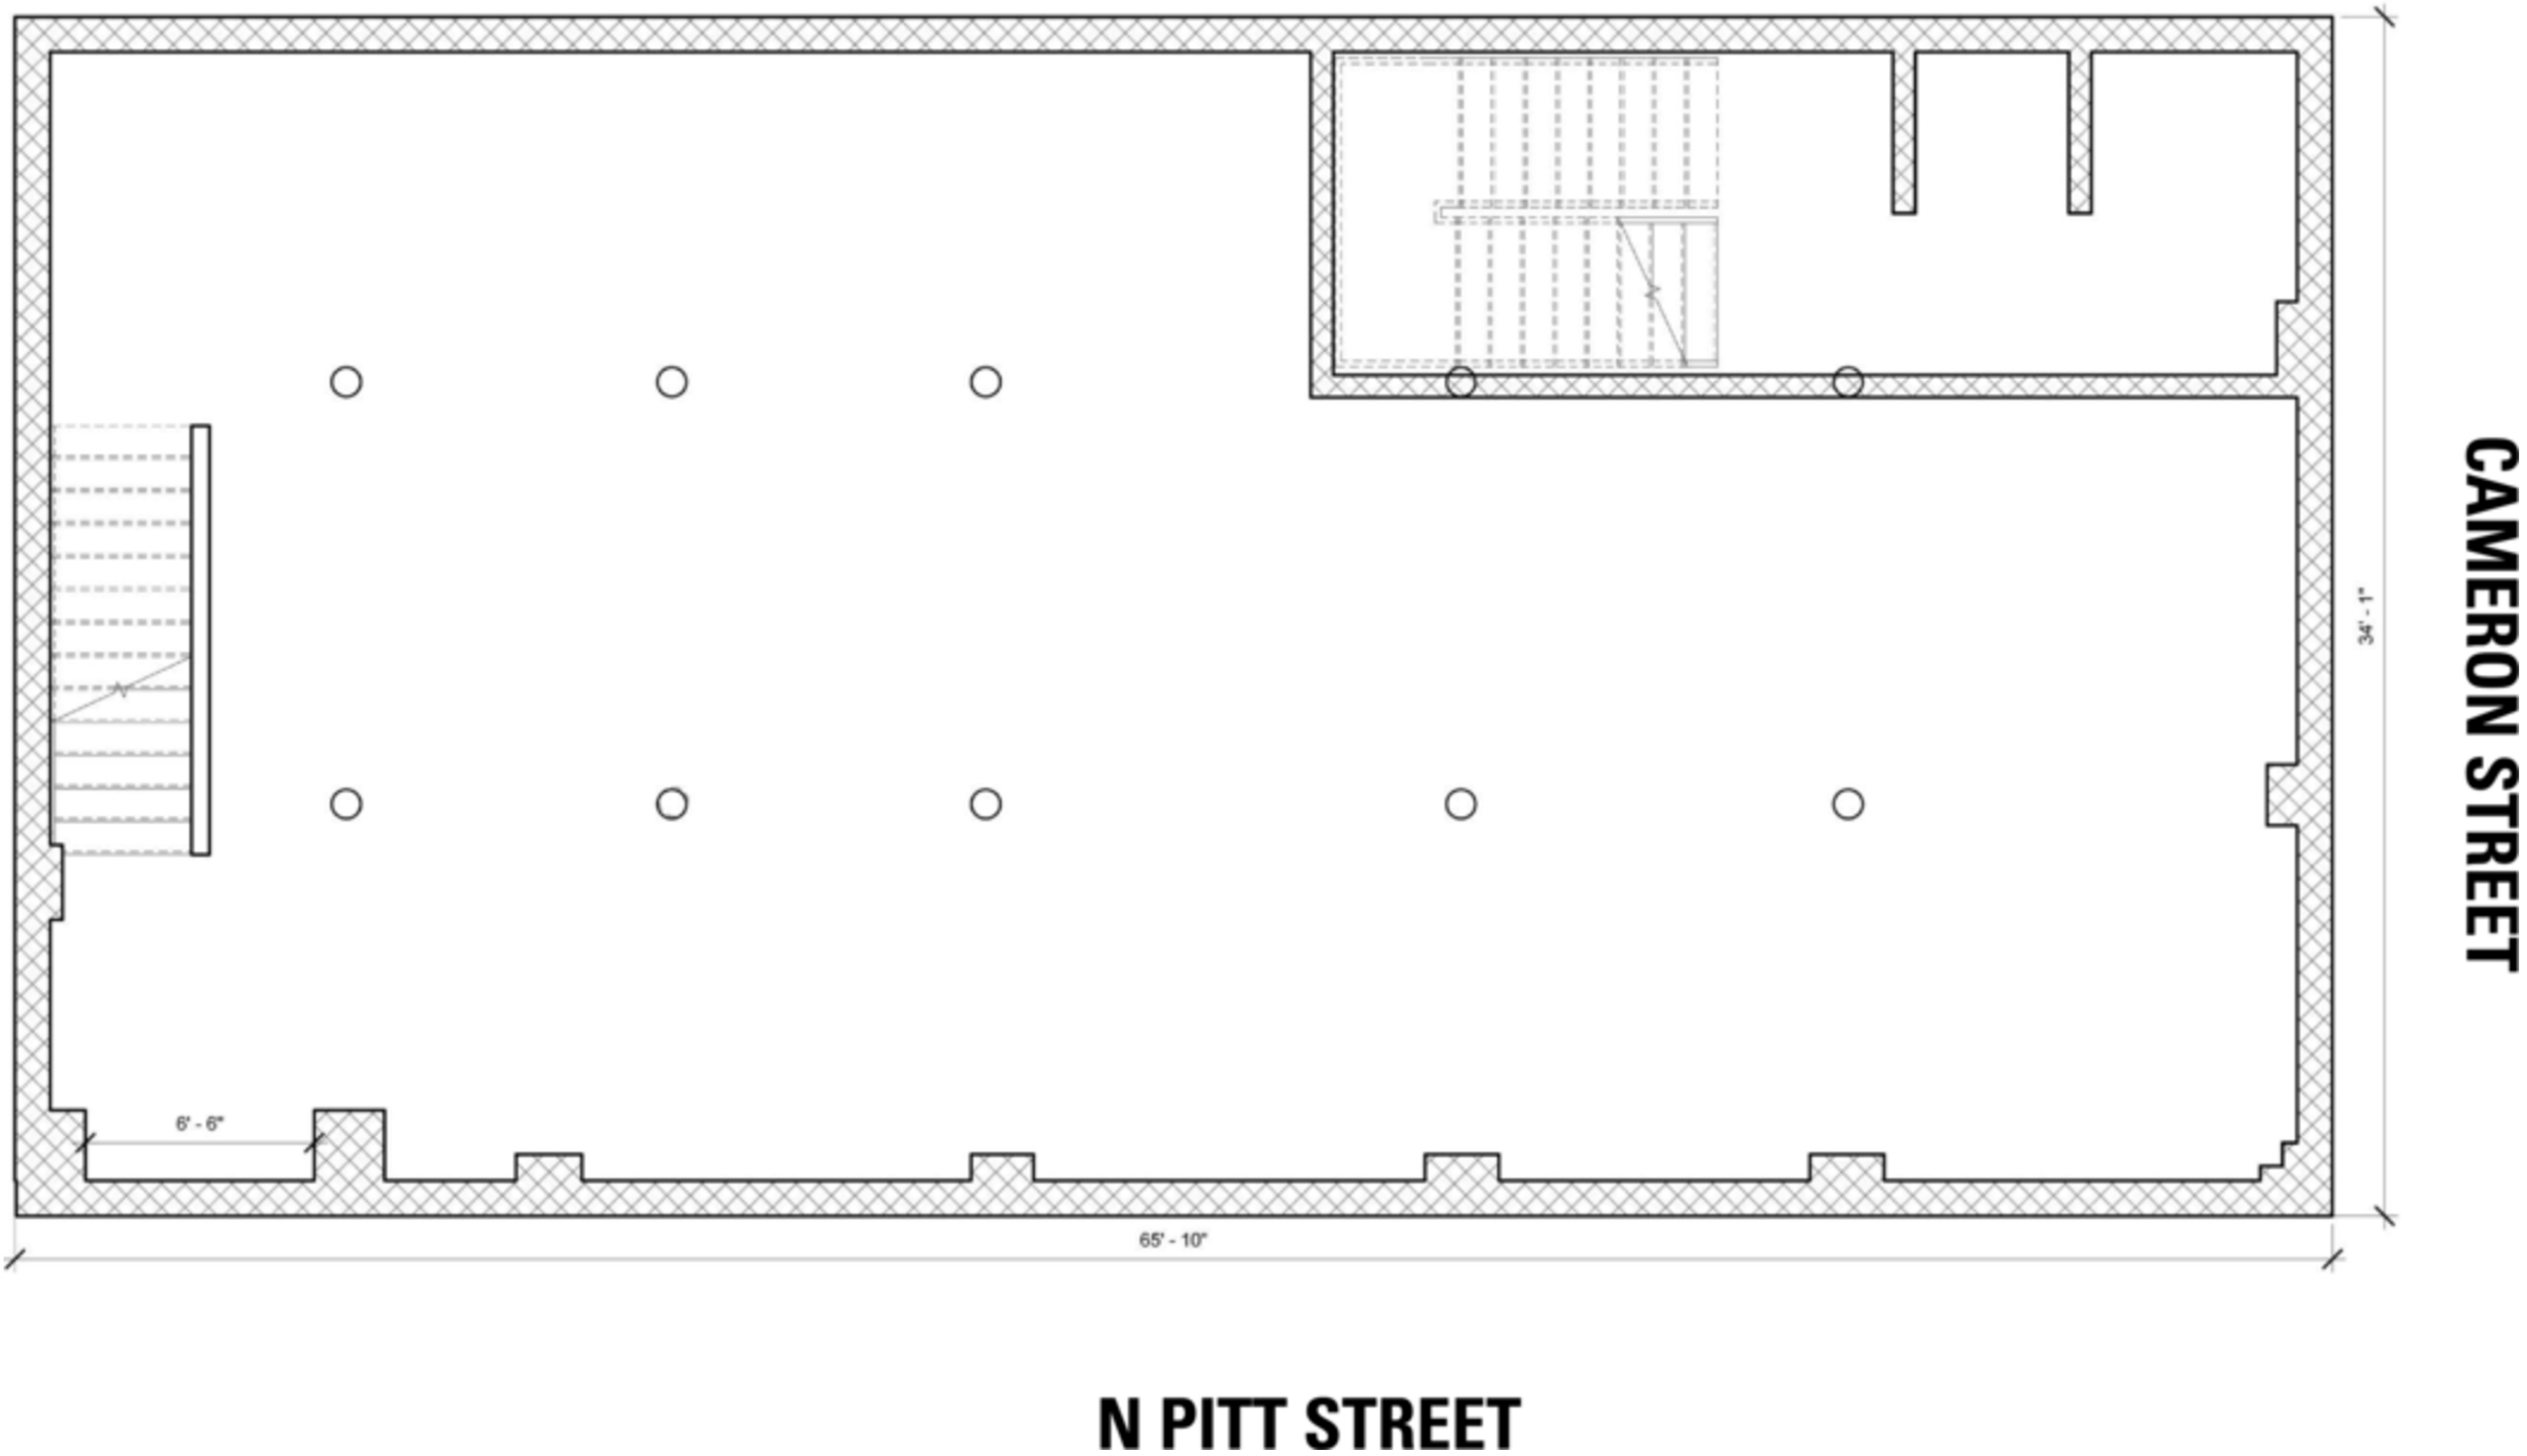 34' - 1"
CAMERON STREET
6' - 6"
65' - 10"
N PITT STREET